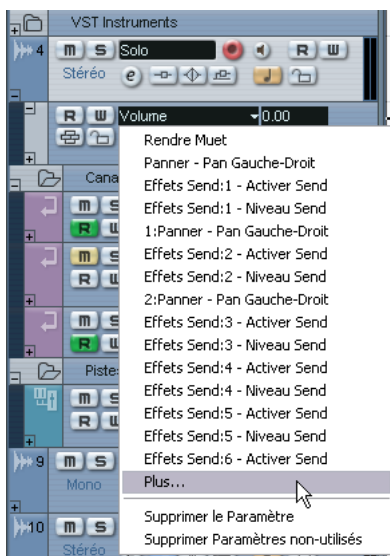 VST Instruments
4 m S Solo R W
Stéréo e
R W Volume 0.00
Rendre Muet
Panner - Pan Gauche-Droit
Effets Send:1 - Activer Send
Effets Send:1 - Niveau Send
1:Panner - Pan Gauche-Droit
Effets Send:2 - Activer Send
Effets Send:2 - Niveau Send
2:Panner - Pan Gauche-Droit
Effets Send:3 - Activer Send
Effets Send:3 - Niveau Send
Effets Send:4 - Activer Send
Effets Send:4 - Niveau Send
Effets Send:5 - Activer Send
Effets Send:5 - Niveau Send
Effets Send:6 - Activer Send
Plus...
Supprimer le Paramètre
Supprimer Paramètres non-utilisés
Cana
m S
R W
m S
R W
m S
R W
Piste
m S
R W
9 m S
Mono
10 m S
Stéréo